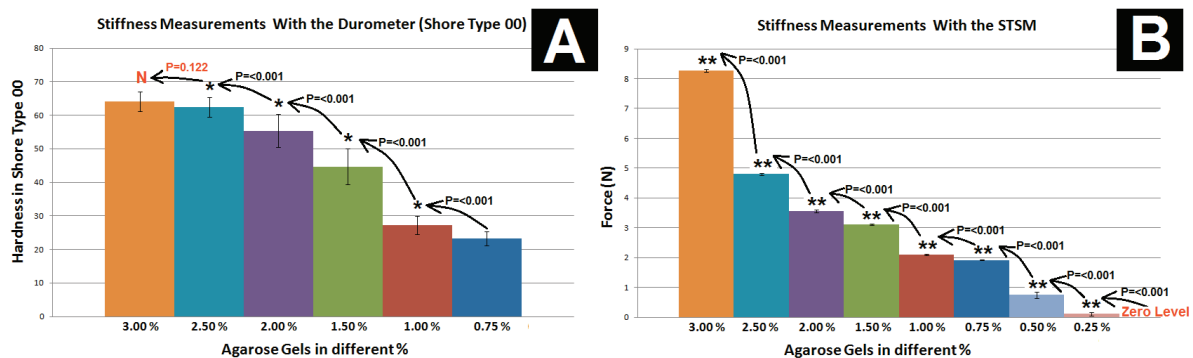 Stiffness Measurements With the Durometer (Shore Type 00)
A
Hardness in Shore Type 00
80
70
60
50
40
30
20
10
0
N
P=0.122
*
P=<0.001
*
P=<0.001
*
P=<0.001
*
P=<0.001
3.00 %
2.50 %
2.00 %
1.50 %
1.00 %
0.75 %
Agarose Gels in different %
Stiffness Measurements With the STSM
B
Force (N)
9
8
7
6
5
4
3
2
1
0
**
P=<0.001
**
P=<0.001
**
P=<0.001
**
P=<0.001
**
P=<0.001
**
P=<0.001
**
P=<0.001
**
P=<0.001
Zero Level
3.00 %
2.50 %
2.00 %
1.50 %
1.00 %
0.75 %
0.50 %
0.25 %
Agarose Gels in different %